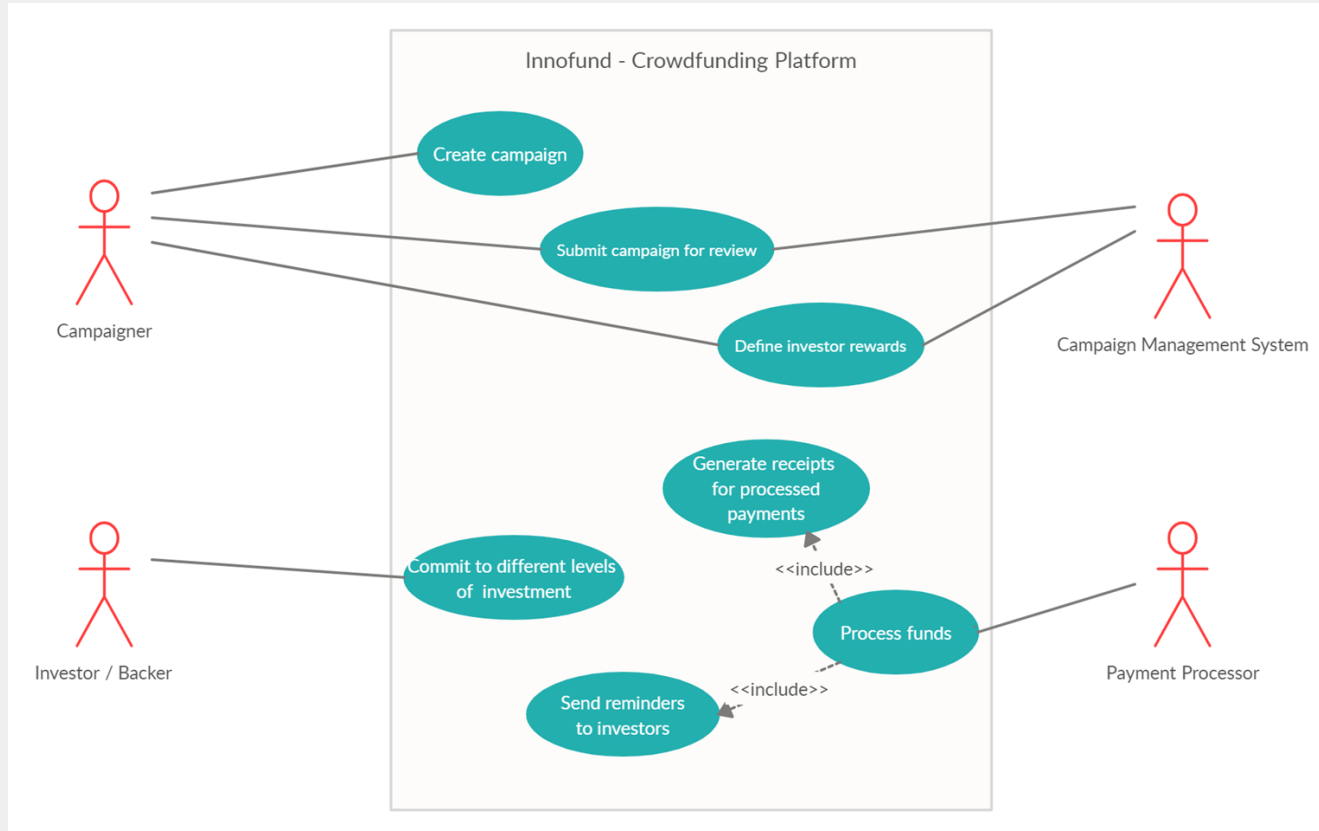 Innofund - Crowdfunding Platform
Create campaign
Submit campaign for review
Campaigner
Define investor rewards
Campaign Management System
Generate receipts
for processed
payments
Commit to different levels
of investment
<<include>>
Process funds
Investor / Backer
Payment Processor
<<include>>
Send reminders
to investors